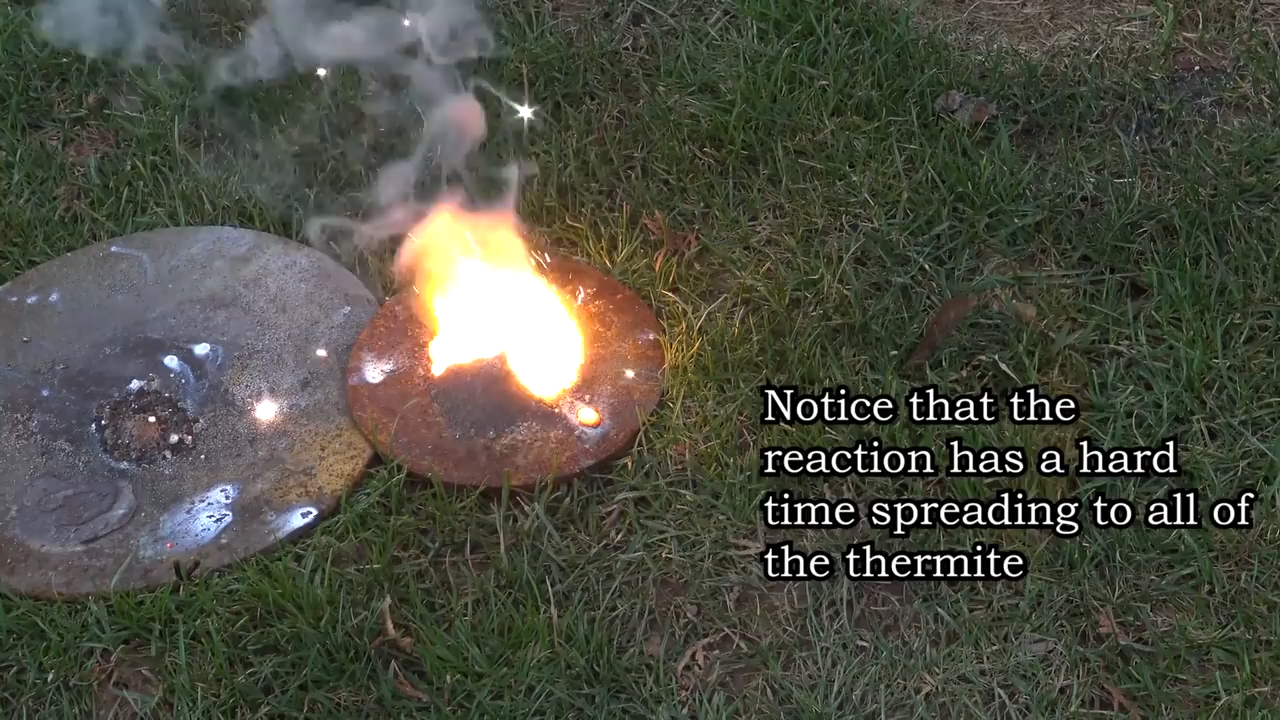 Notice that the
reaction has a hard
time spreading to all of
the thermite